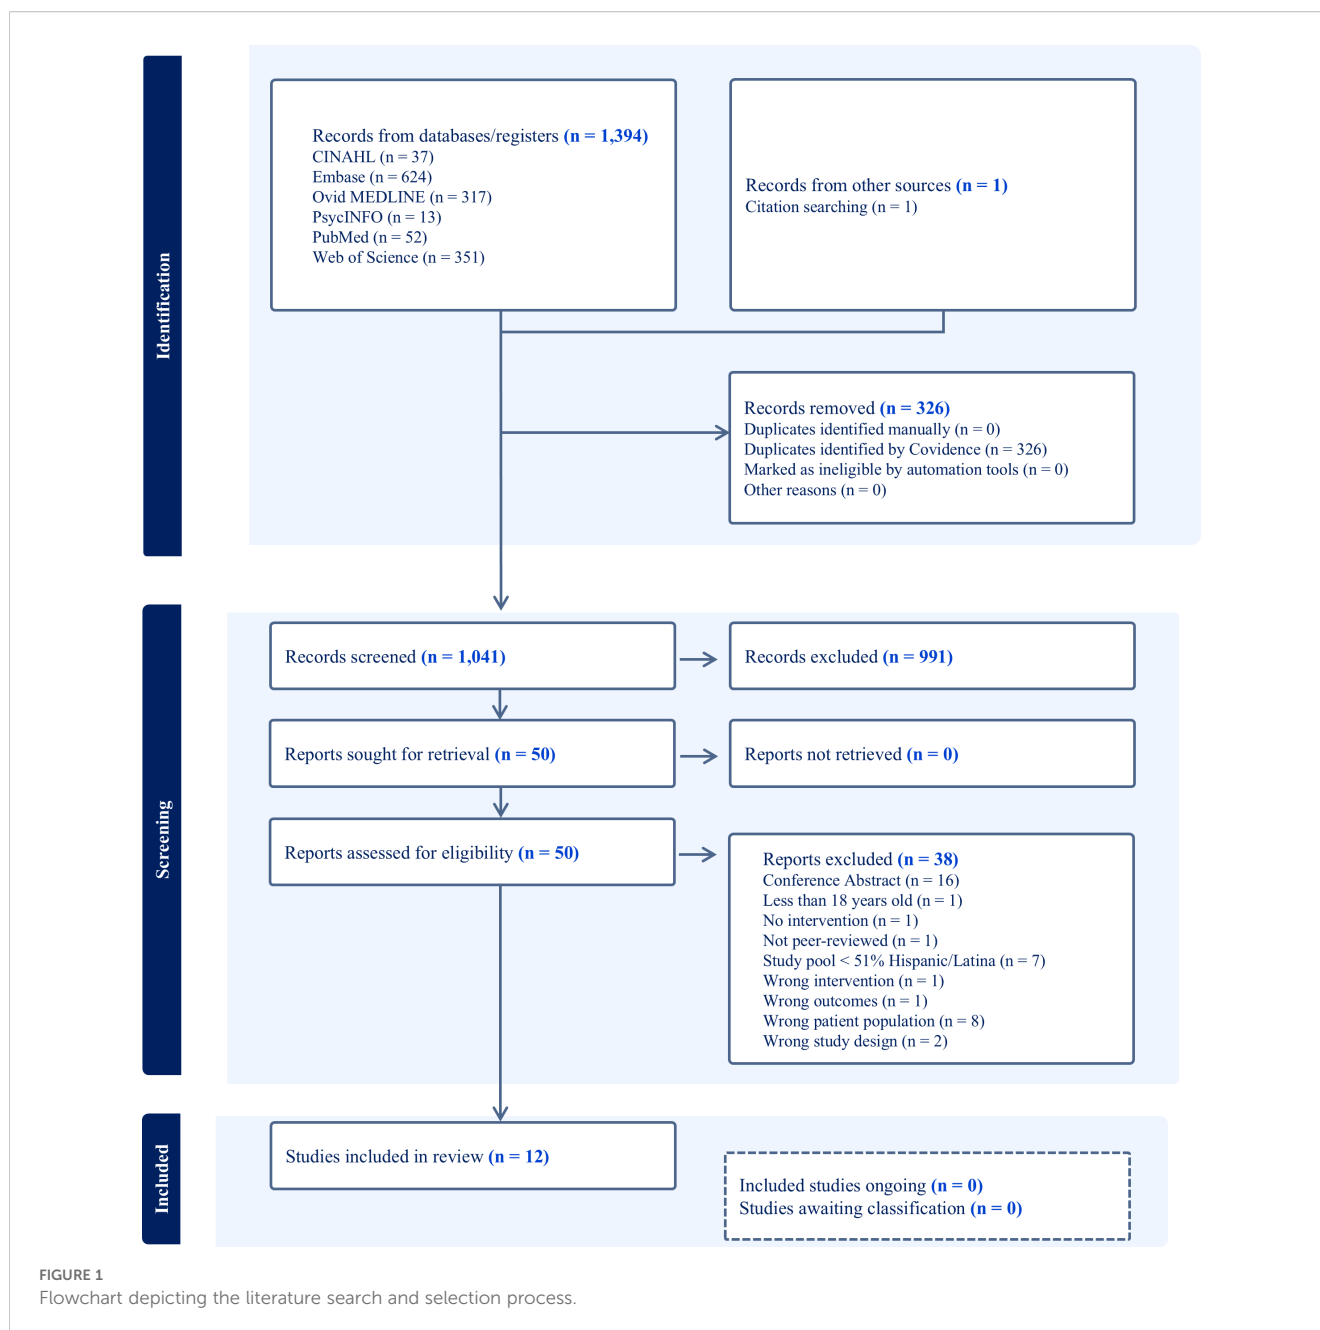 Identification
Records from databases/registers (n = 1,394)
CINAHL (n = 37)
Embase (n = 624)
Ovid MEDLINE (n = 317)
PsycINFO (n = 13)
PubMed (n = 52)
Web of Science (n = 351)
Records from other sources (n = 1)
Citation searching (n = 1)
Records removed (n = 326)
Duplicates identified manually (n = 0)
Duplicates identified by Covidence (n = 326)
Marked as ineligible by automation tools (n = 0)
Other reasons (n = 0)
Screening
Records screened (n = 1,041)
Records excluded (n = 991)
Reports sought for retrieval (n = 50)
Reports not retrieved (n = 0)
Reports assessed for eligibility (n = 50)
Reports excluded (n = 38)
Conference Abstract (n = 16)
Less than 18 years old (n = 1)
No intervention (n = 1)
Not peer-reviewed (n = 1)
Study pool < 51% Hispanic/Latina (n = 7)
Wrong intervention (n = 1)
Wrong outcomes (n = 1)
Wrong patient population (n = 8)
Wrong study design (n = 2)
Included
Studies included in review (n = 12)
Included studies ongoing (n = 0)
Studies awaiting classification (n = 0)
FIGURE 1
Flowchart depicting the literature search and selection process.